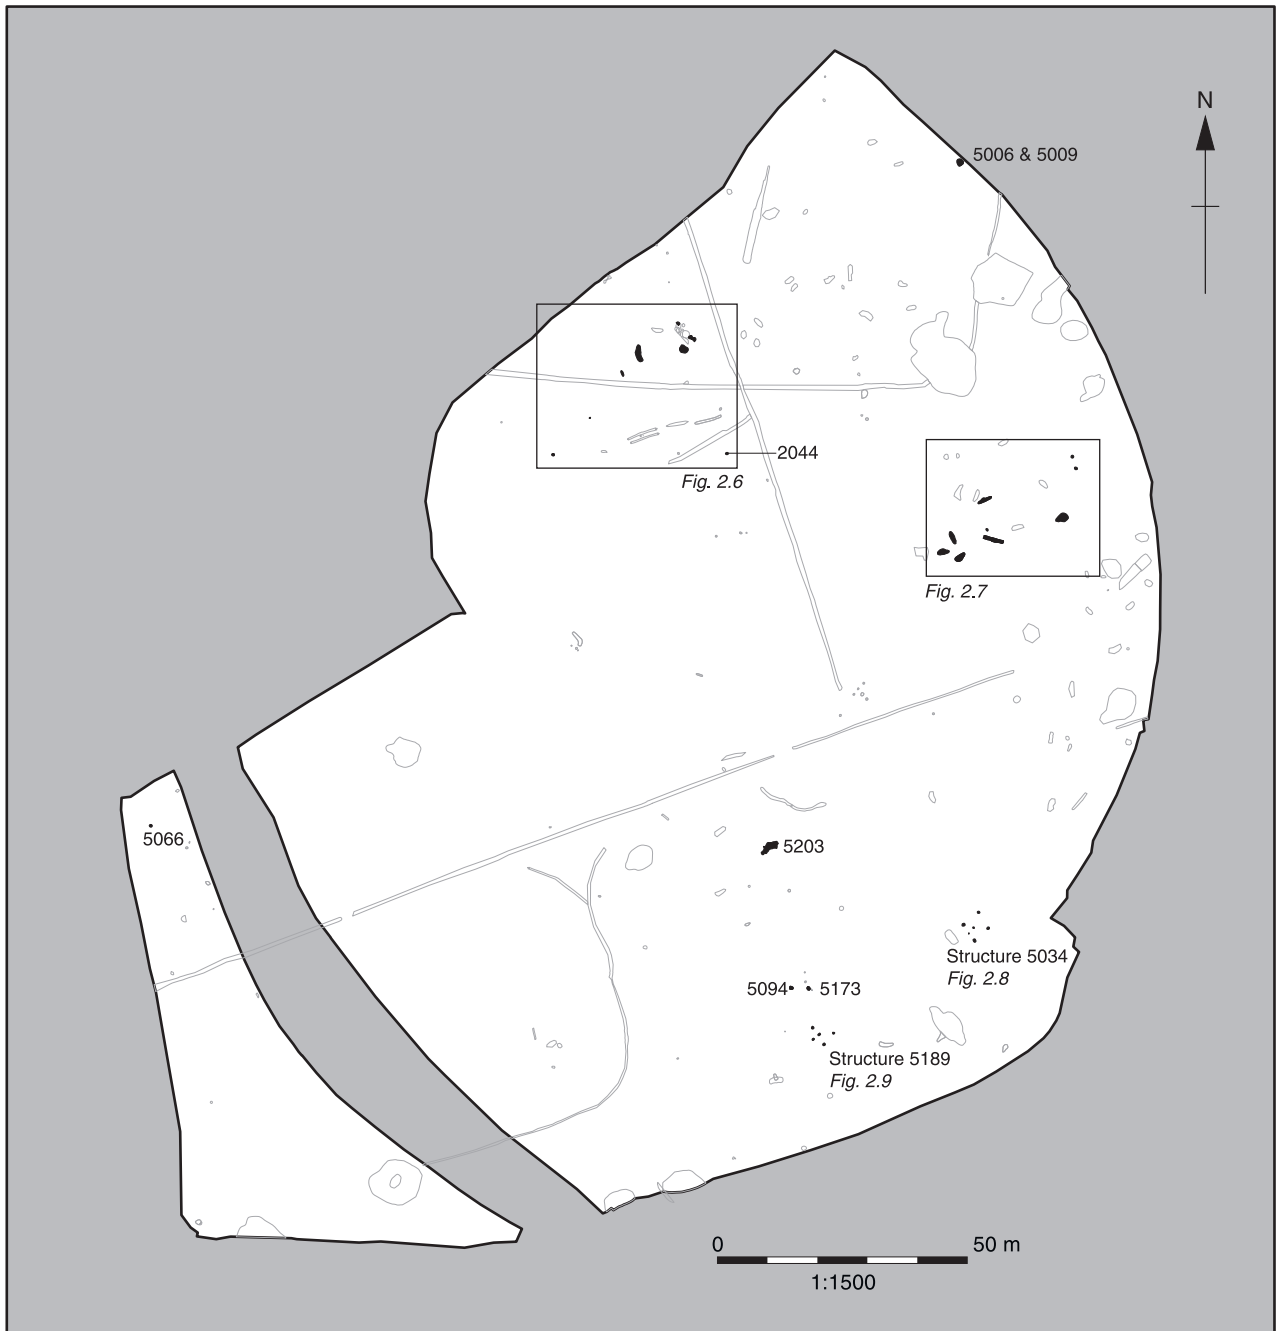 N
5006 & 5009
2044
Fig. 2.6
Fig. 2.7
5066
5203
Structure 5034
Fig. 2.8
5094
5173
Structure 5189
Fig. 2.9
0
50 m
1:1500